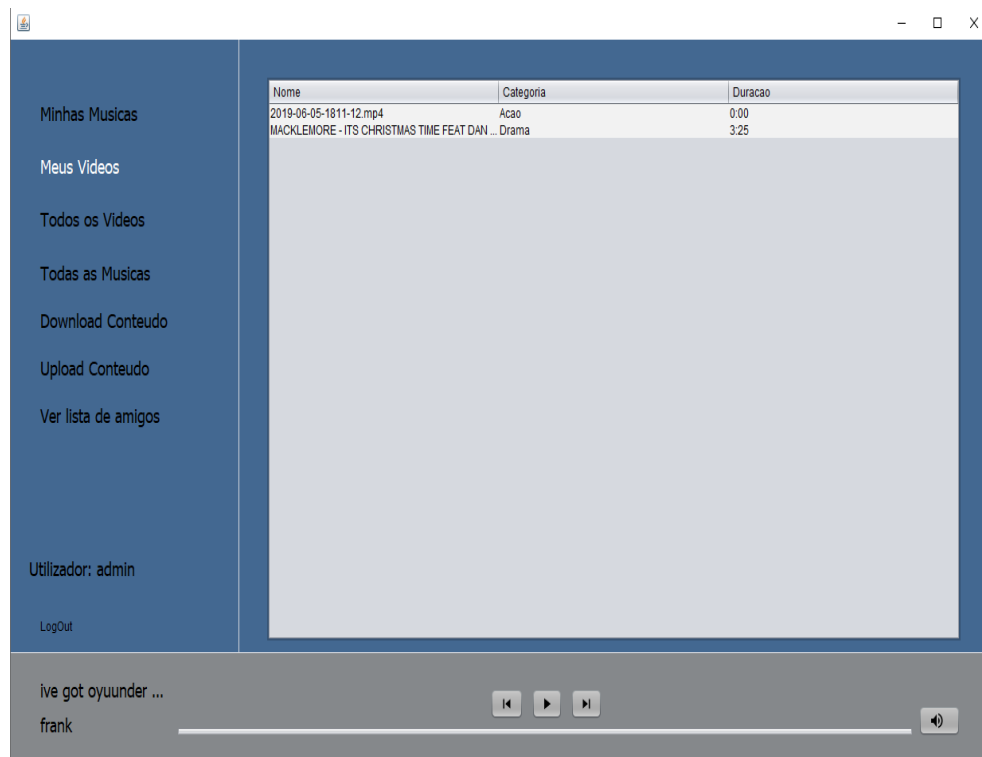 Minhas Musicas
Meus Videos
Todos os Videos
Todas as Musicas
Download Conteudo
Upload Conteudo
Ver lista de amigos
Utilizador: admin
LogOut
Nome Categoria Duracao
2019-06-05-1811-12.mp4 Acao 0:00
MACKLEMORE - ITS CHRISTMAS TIME FEAT DAN ... Drama 3:25
ive got oyuunder ...
frank